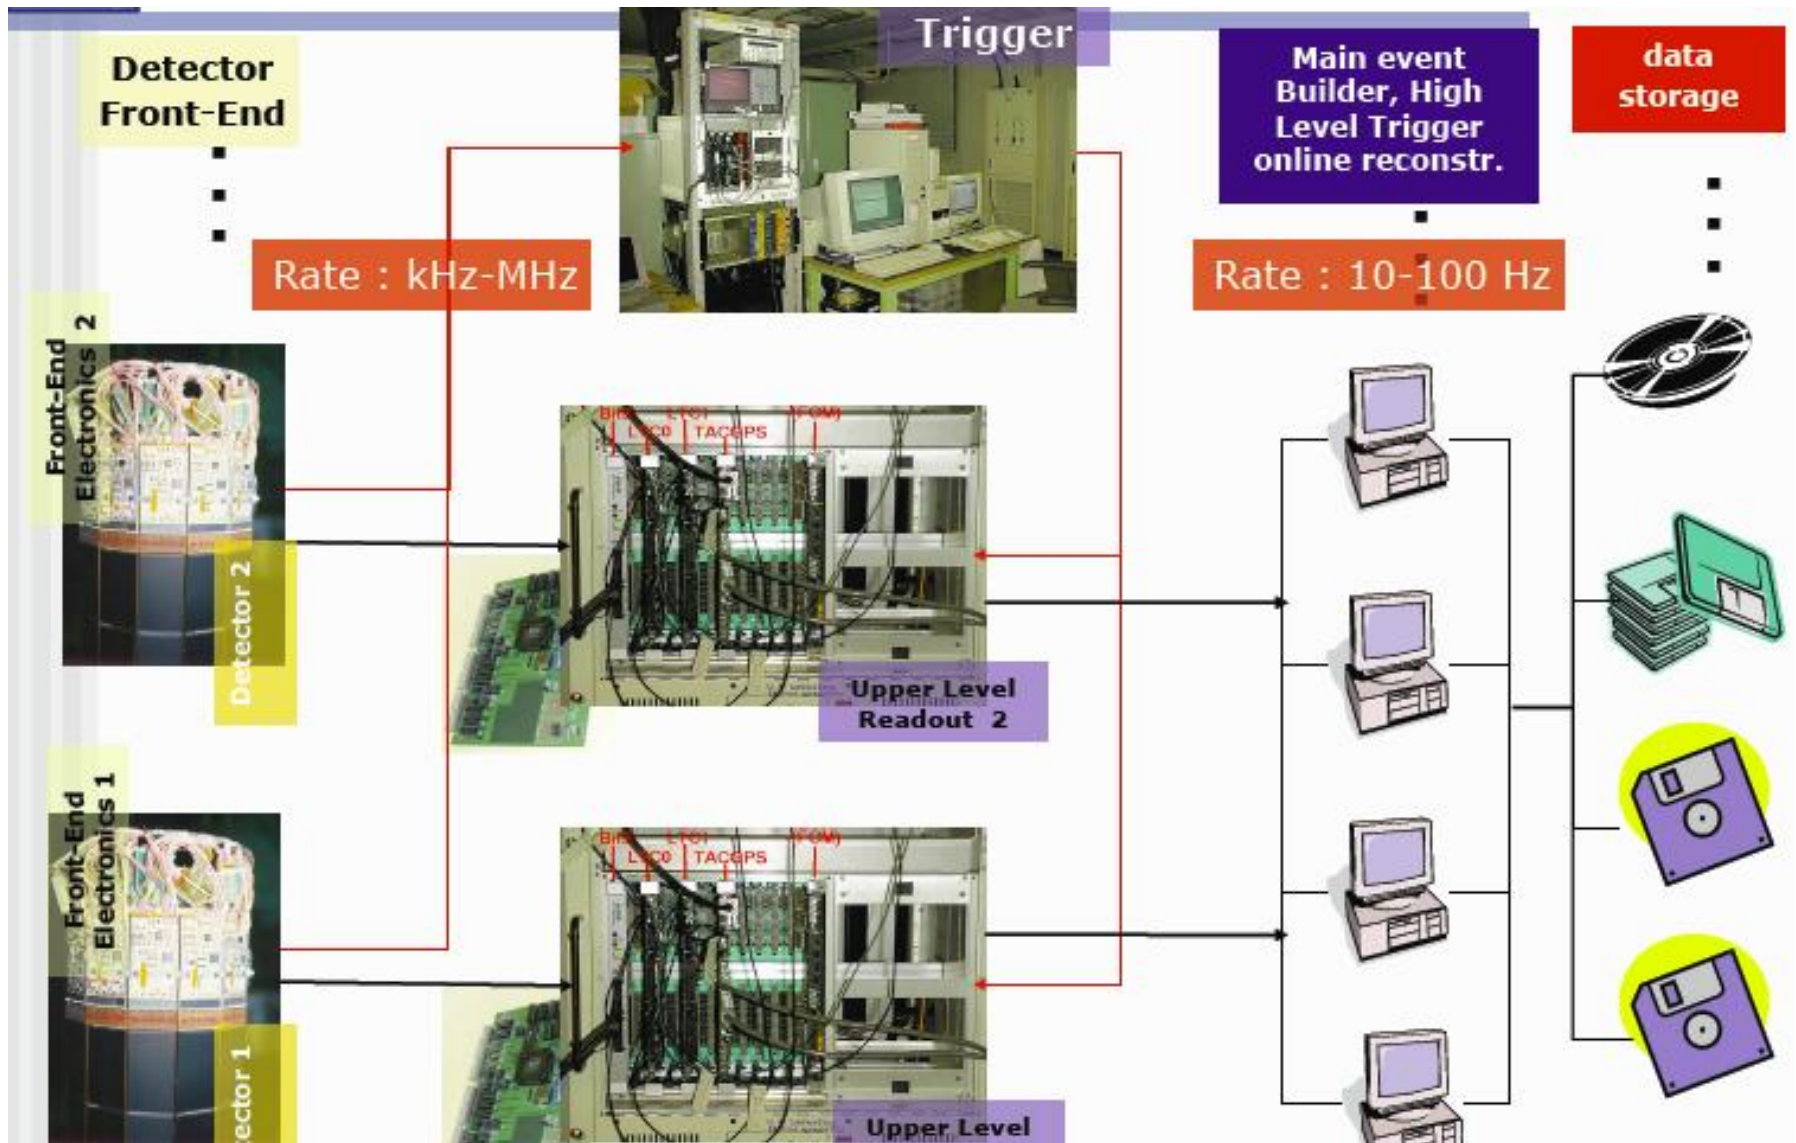 Detector
Front-End
Trigger
Main event
Builder, High
Level Trigger
online reconstr.
data
storage
Rate : kHz-MHz
Rate : 10-100 Hz
Front-End
Electronics 2
Detector 2
LTC0
TACGPS
Upper Level
Readout 2
Front-End
Electronics 1
TACGPS
Upper Level